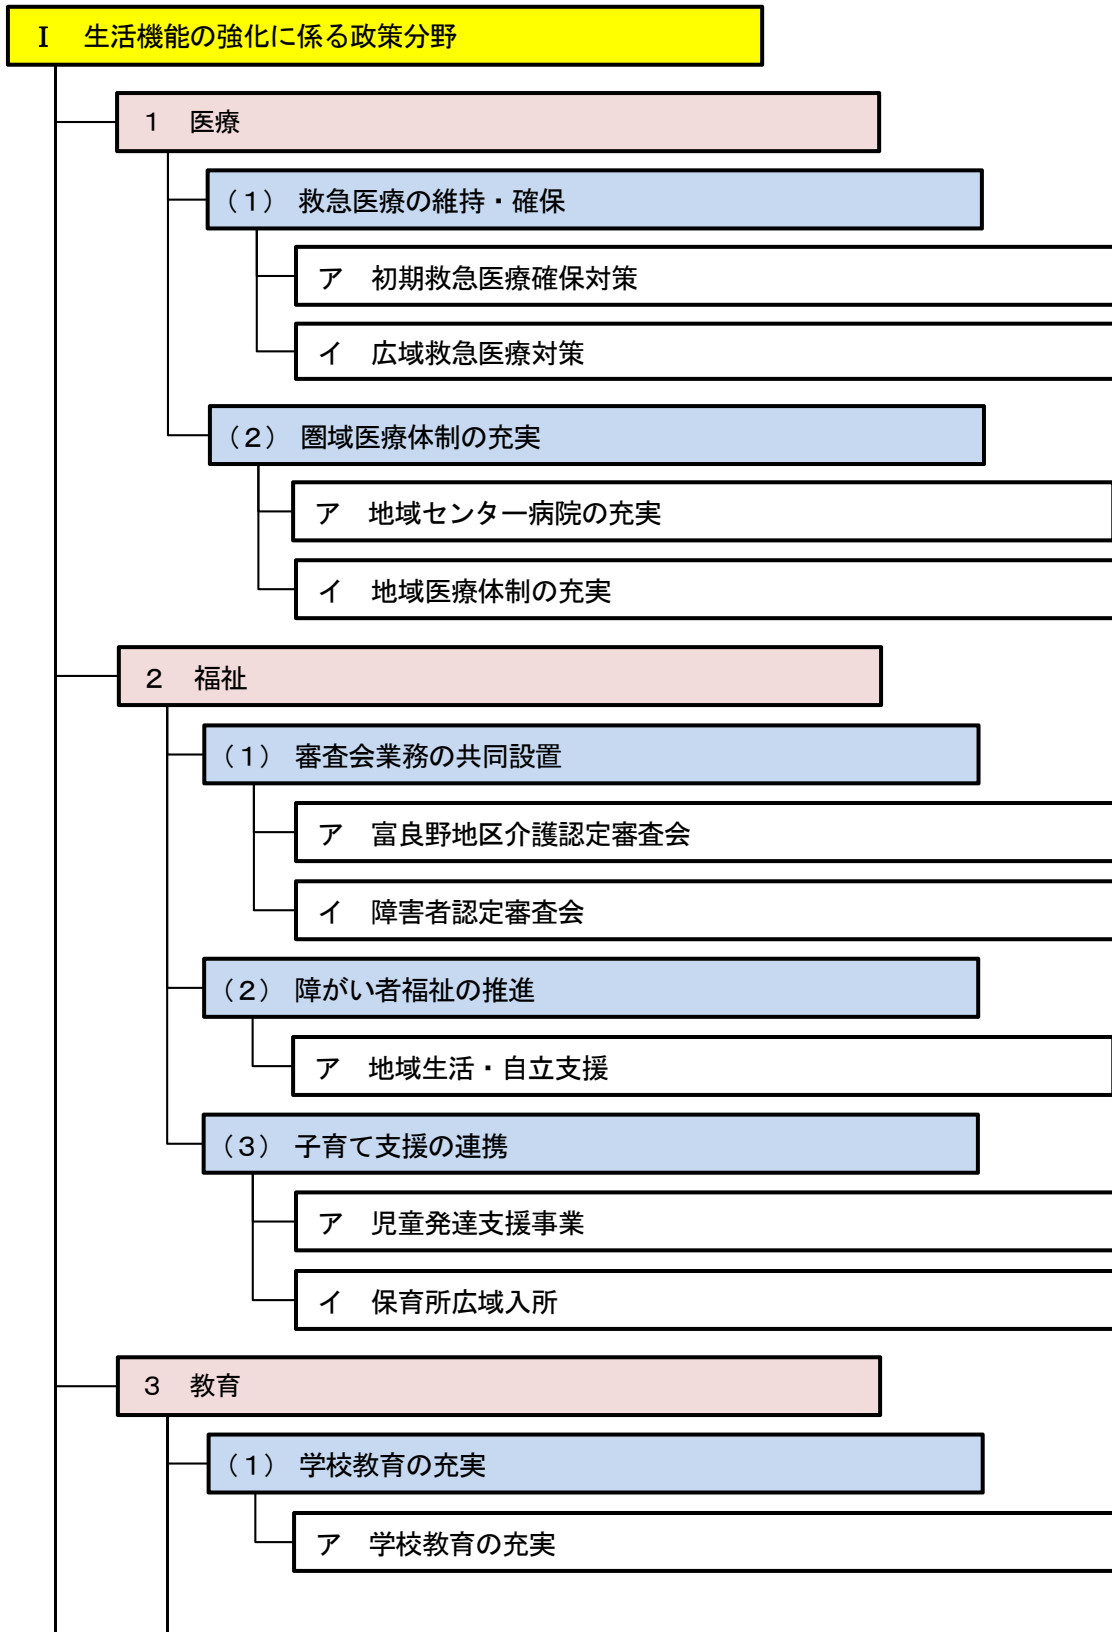 Ⅰ　生活機能の強化に係る政策分野
１　医療
（１）　救急医療の維持・確保
ア　初期救急医療確保対策
イ　広域救急医療対策
（２）　圏域医療体制の充実
ア　地域センター病院の充実
イ　地域医療体制の充実
２　福祉
（１）　審査会業務の共同設置
ア　富良野地区介護認定審査会
イ　障害者認定審査会
（２）　障がい者福祉の推進
ア　地域生活・自立支援
（３）　子育て支援の連携
ア　児童発達支援事業
イ　保育所広域入所
３　教育
（１）　学校教育の充実
ア　学校教育の充実